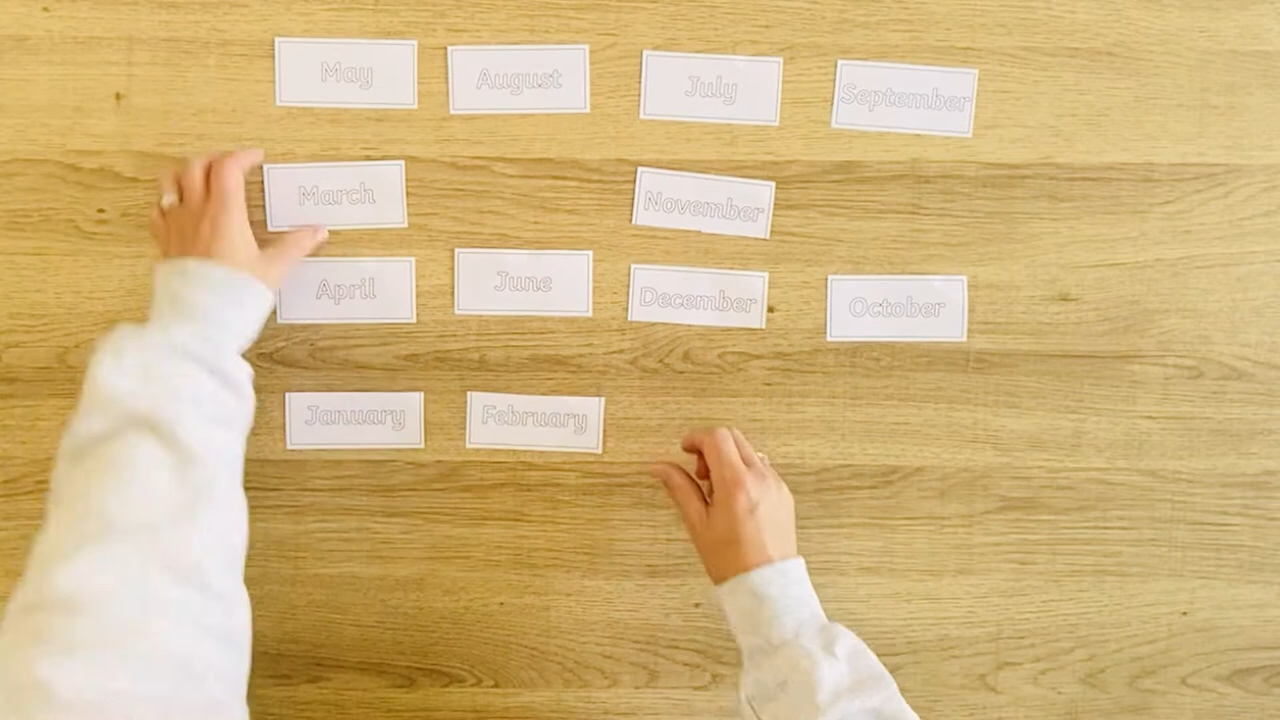 May August July September
March November
April June December October
January February